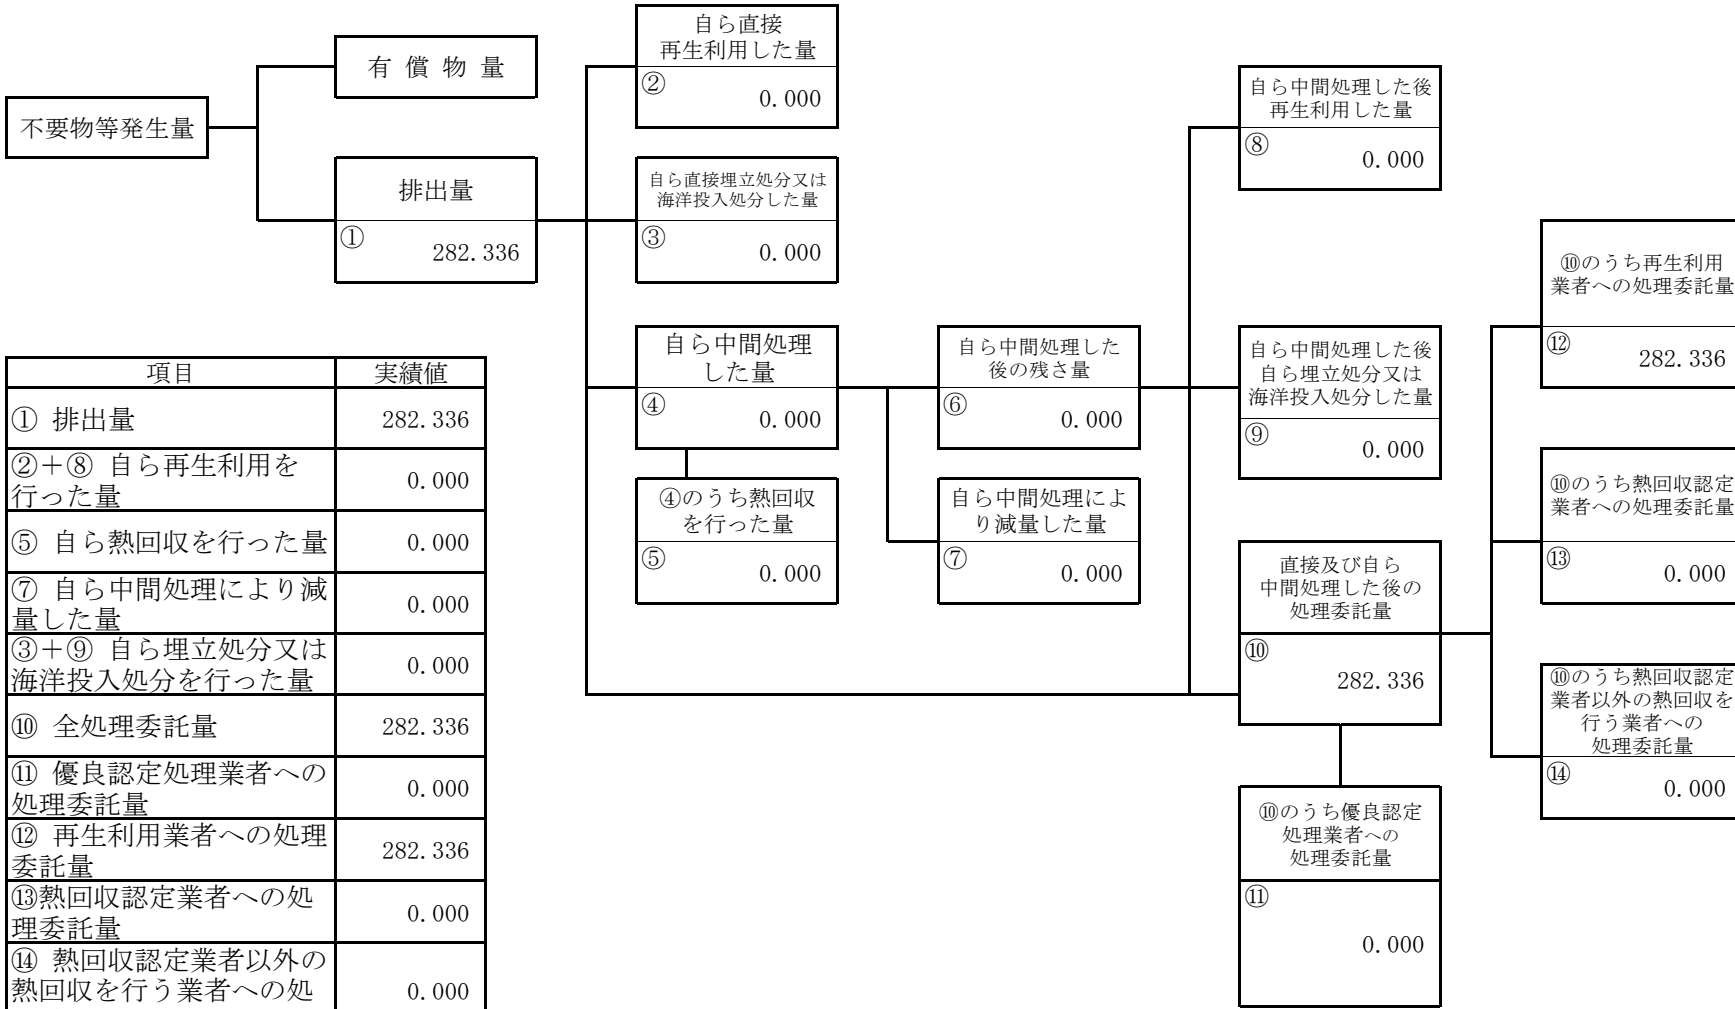 不要物等発生量
有 償 物 量
排出量
①
282.336
自ら直接
再生利用した量
②
0.000
自ら直接埋立処分又は
海洋投入処分した量
③
0.000
自ら中間処理
した量
④
0.000
④のうち熱回収
を行った量
⑤
0.000
自ら中間処理した
後の残さ量
⑥
0.000
自ら中間処理によ
り減量した量
⑦
0.000
自ら中間処理した後
再生利用した量
⑧
0.000
自ら中間処理した後
自ら埋立処分又は
海洋投入処分した量
⑨
0.000
直接及び自ら
中間処理した後の
処理委託量
⑩
282.336
⑩のうち優良認定
処理業者への
処理委託量
⑪
0.000
⑩のうち再生利用
業者への処理委託量
⑫
282.336
⑩のうち熱回収認定
業者への処理委託量
⑬
0.000
⑩のうち熱回収認定
業者以外の熱回収を
行う業者への
処理委託量
⑭
0.000
項目 実績値
① 排出量 282.336
②＋⑧ 自ら再生利用を
行った量 0.000
⑤ 自ら熱回収を行った量 0.000
⑦ 自ら中間処理により減
量した量 0.000
③＋⑨ 自ら埋立処分又は
海洋投入処分を行った量 0.000
⑩ 全処理委託量 282.336
⑪ 優良認定処理業者への
処理委託量 0.000
⑫ 再生利用業者への処理
委託量 282.336
⑬熱回収認定業者への処
理委託量 0.000
⑭ 熱回収認定業者以外の
熱回収を行う業者への処 0.000